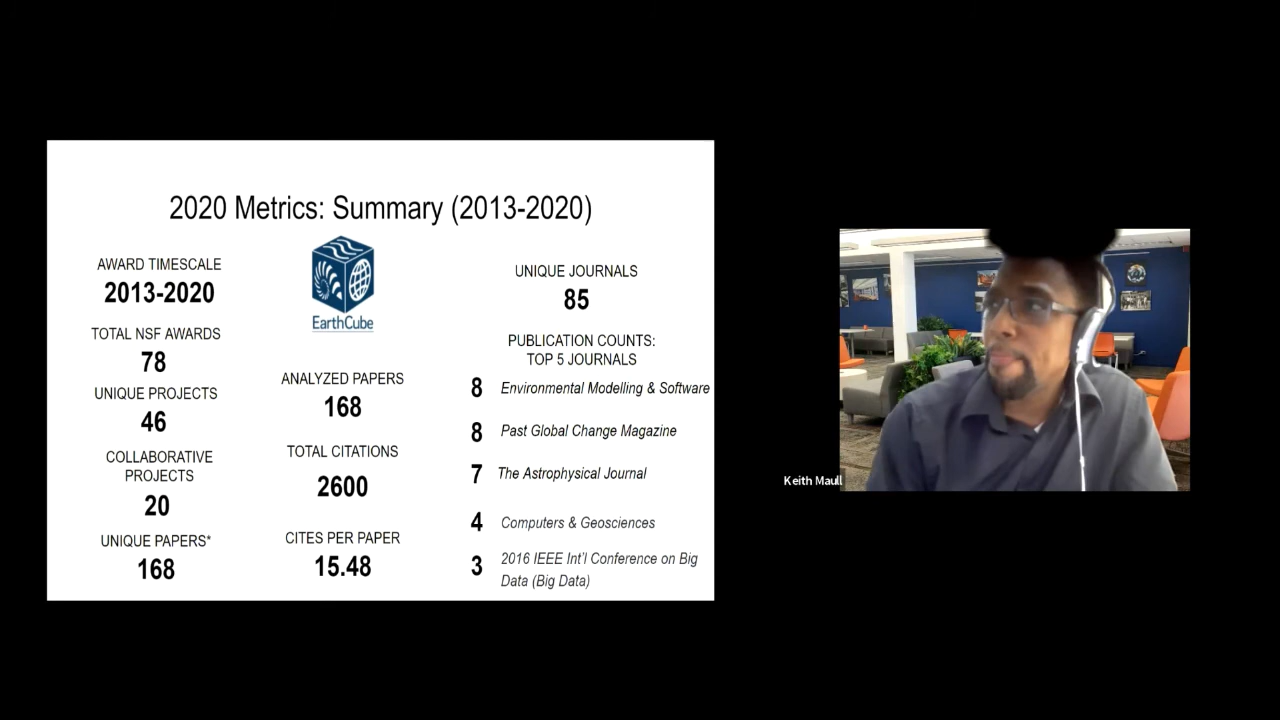 2020 Metrics: Summary (2013-2020)
AWARD TIMESCALE
2013-2020
TOTAL NSF AWARDS
78
UNIQUE PROJECTS
46
COLLABORATIVE
PROJECTS
20
UNIQUE PAPERS*
168
EarthCube
ANALYZED PAPERS
168
TOTAL CITATIONS
2600
CITES PER PAPER
15.48
UNIQUE JOURNALS
85
PUBLICATION COUNTS:
TOP 5 JOURNALS
8 Environmental Modelling & Software
8 Past Global Change Magazine
7 The Astrophysical Journal
4 Computers & Geosciences
3 2016 IEEE Int'l Conference on Big
Data (Big Data)
Keith Maull